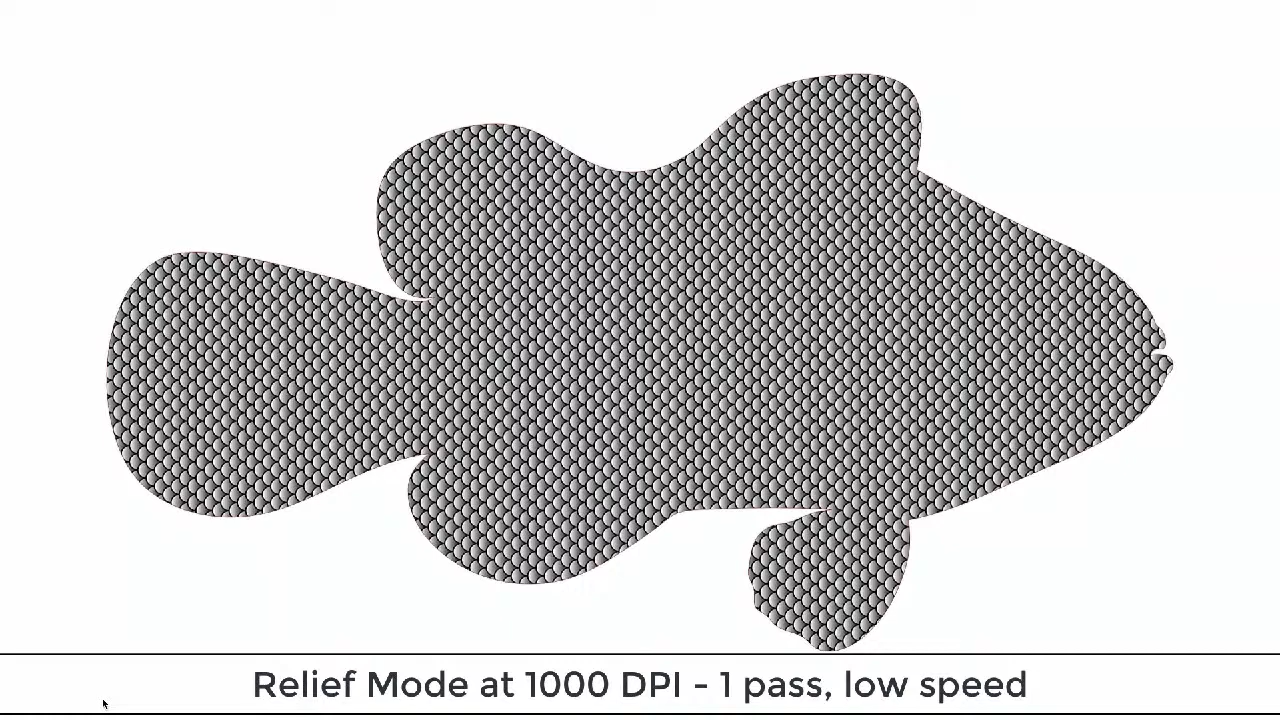 Relief Mode at 1000 DPI - 1 pass, low speed